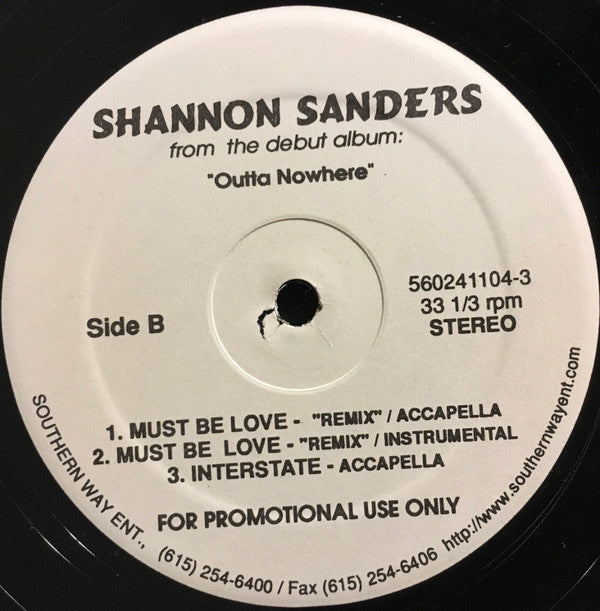 SHANNON SANDERS
from the debut album:
"Outta Nowhere"
Side B
560241104-3
33 1/3 rpm
STEREO
1. MUST BE LOVE - "REMIX" / ACCAPELLA
2. MUST BE LOVE - "REMIX" / INSTRUMENTAL
3. INTERSTATE - ACCAPELLA
FOR PROMOTIONAL USE ONLY
SOUTHERN WAY ENT., (615) 254-6400 / Fax (615) 254-6406 http://www.southernwayent.com